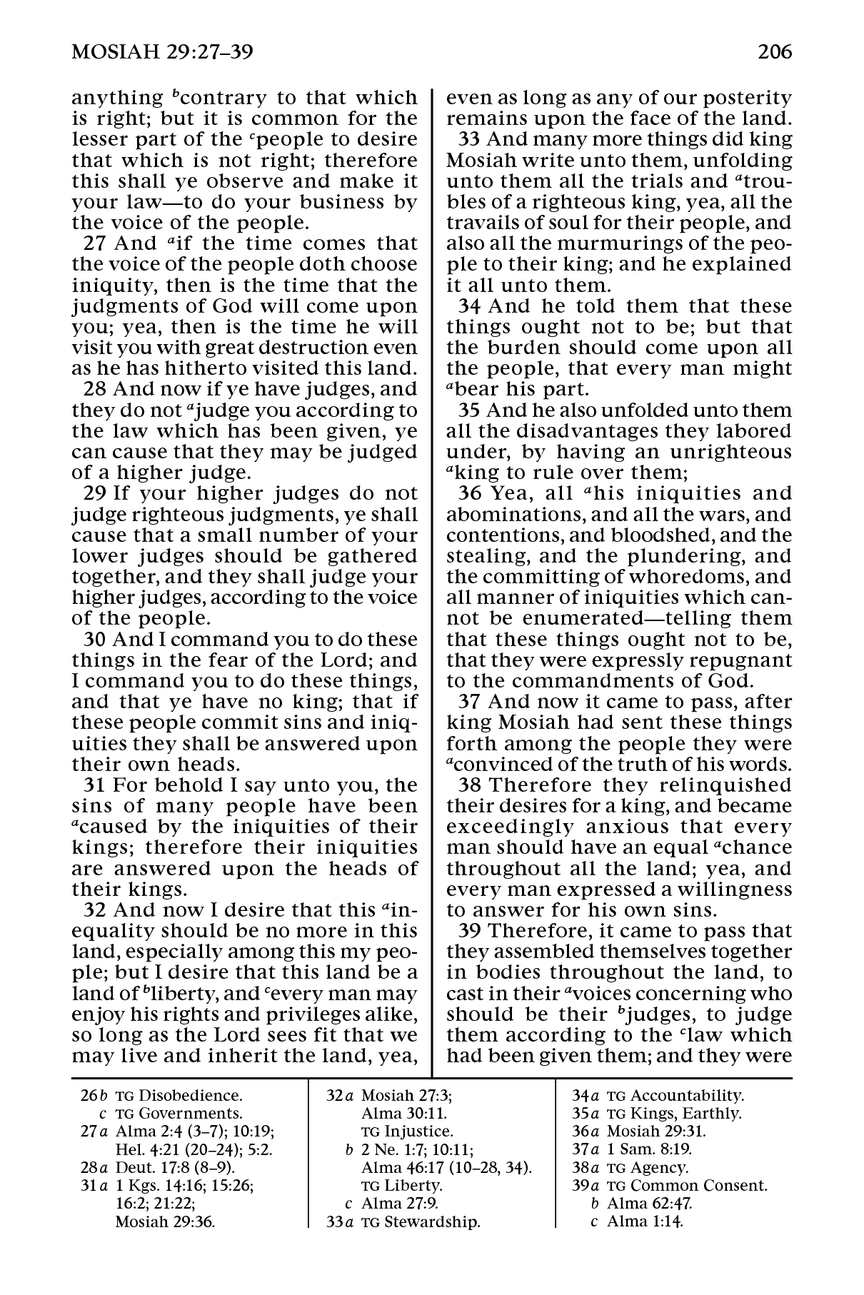 MOSIAH 29:27–39
206
anything bcontrary to that which
is right; but it is common for the
lesser part of the cpeople to desire
that which is not right; therefore
this shall ye observe and make it
your law—to do your business by
the voice of the people.
27 And aif the time comes that
the voice of the people doth choose
iniquity, then is the time that the
judgments of God will come upon
you; yea, then is the time he will
visit you with great destruction even
as he has hitherto visited this land.
28 And now if ye have judges, and
they do not ajudge you according to
the law which has been given, ye
can cause that they may be judged
of a higher judge.
29 If your higher judges do not
judge righteous judgments, ye shall
cause that a small number of your
lower judges should be gathered
together, and they shall judge your
higher judges, according to the voice
of the people.
30 And I command you to do these
things in the fear of the Lord; and
I command you to do these things,
and that ye have no king; that if
these people commit sins and iniq-
uities they shall be answered upon
their own heads.
31 For behold I say unto you, the
sins of many people have been
acaused by the iniquities of their
kings; therefore their iniquities
are answered upon the heads of
their kings.
32 And now I desire that this ain-
equality should be no more in this
land, especially among this my peo-
ple; but I desire that this land be a
land of bliberty, and cevery man may
enjoy his rights and privileges alike,
so long as the Lord sees fit that we
may live and inherit the land, yea,
even as long as any of our posterity
remains upon the face of the land.
33 And many more things did king
Mosiah write unto them, unfolding
unto them all the trials and atrou-
bles of a righteous king, yea, all the
travails of soul for their people, and
also all the murmurings of the peo-
ple to their king; and he explained
it all unto them.
34 And he told them that these
things ought not to be; but that
the burden should come upon all
the people, that every man might
abear his part.
35 And he also unfolded unto them
all the disadvantages they labored
under, by having an unrighteous
aking to rule over them;
36 Yea, all ahis iniquities and
abominations, and all the wars, and
contentions, and bloodshed, and the
stealing, and the plundering, and
the committing of whoredoms, and
all manner of iniquities which can-
not be enumerated—telling them
that these things ought not to be,
that they were expressly repugnant
to the commandments of God.
37 And now it came to pass, after
king Mosiah had sent these things
forth among the people they were
aconvinced of the truth of his words.
38 Therefore they relinquished
their desires for a king, and became
exceedingly anxious that every
man should have an equal achance
throughout all the land; yea, and
every man expressed a willingness
to answer for his own sins.
39 Therefore, it came to pass that
they assembled themselves together
in bodies throughout the land, to
cast in their avoices concerning who
should be their bjudges, to judge
them according to the claw which
had been given them; and they were
26b TG Disobedience.
c TG Governments.
27a Alma 2:4 (3–7); 10:19;
Hel. 4:21 (20–24); 5:2.
28a Deut. 17:8 (8–9).
31a 1 Kgs. 14:16; 15:26;
16:2; 21:22;
Mosiah 29:36.
32a Mosiah 27:3;
Alma 30:11.
TG Injustice.
b 2 Ne. 1:7; 10:11;
Alma 46:17 (10–28, 34).
TG Liberty.
c Alma 27:9.
33a TG Stewardship.
34a TG Accountability.
35a TG Kings, Earthly.
36a Mosiah 29:31.
37a 1 Sam. 8:19.
38a TG Agency.
39a TG Common Consent.
b Alma 62:47.
c Alma 1:14.